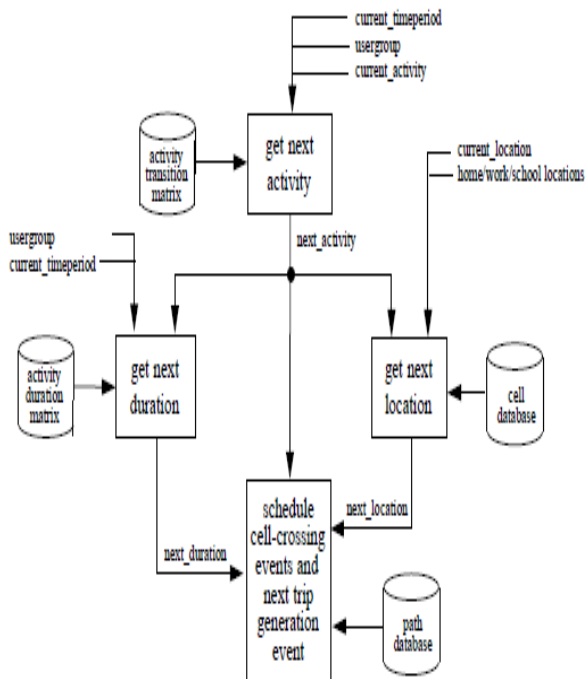 current_timeperiod
usergroup
current_activity
activity
transition
matrix
get next
activity
current_location
home/work/school locations
next_activity
usergroup
current_timeperiod
activity
duration
matrix
get next
duration
get next
location
cell
database
schedule
cell-crossing
events and
next trip
generation
event
next_location
next_duration
path
database